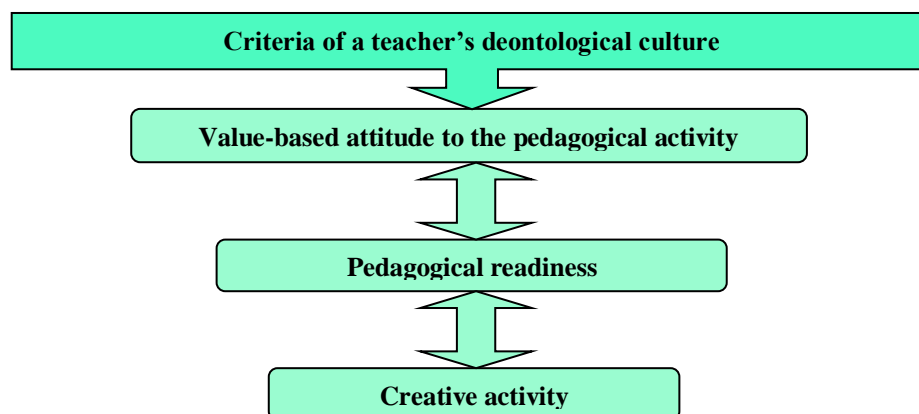 Criteria of a teacher’s deontological culture
Value-based attitude to the pedagogical activity
Pedagogical readiness
Creative activity